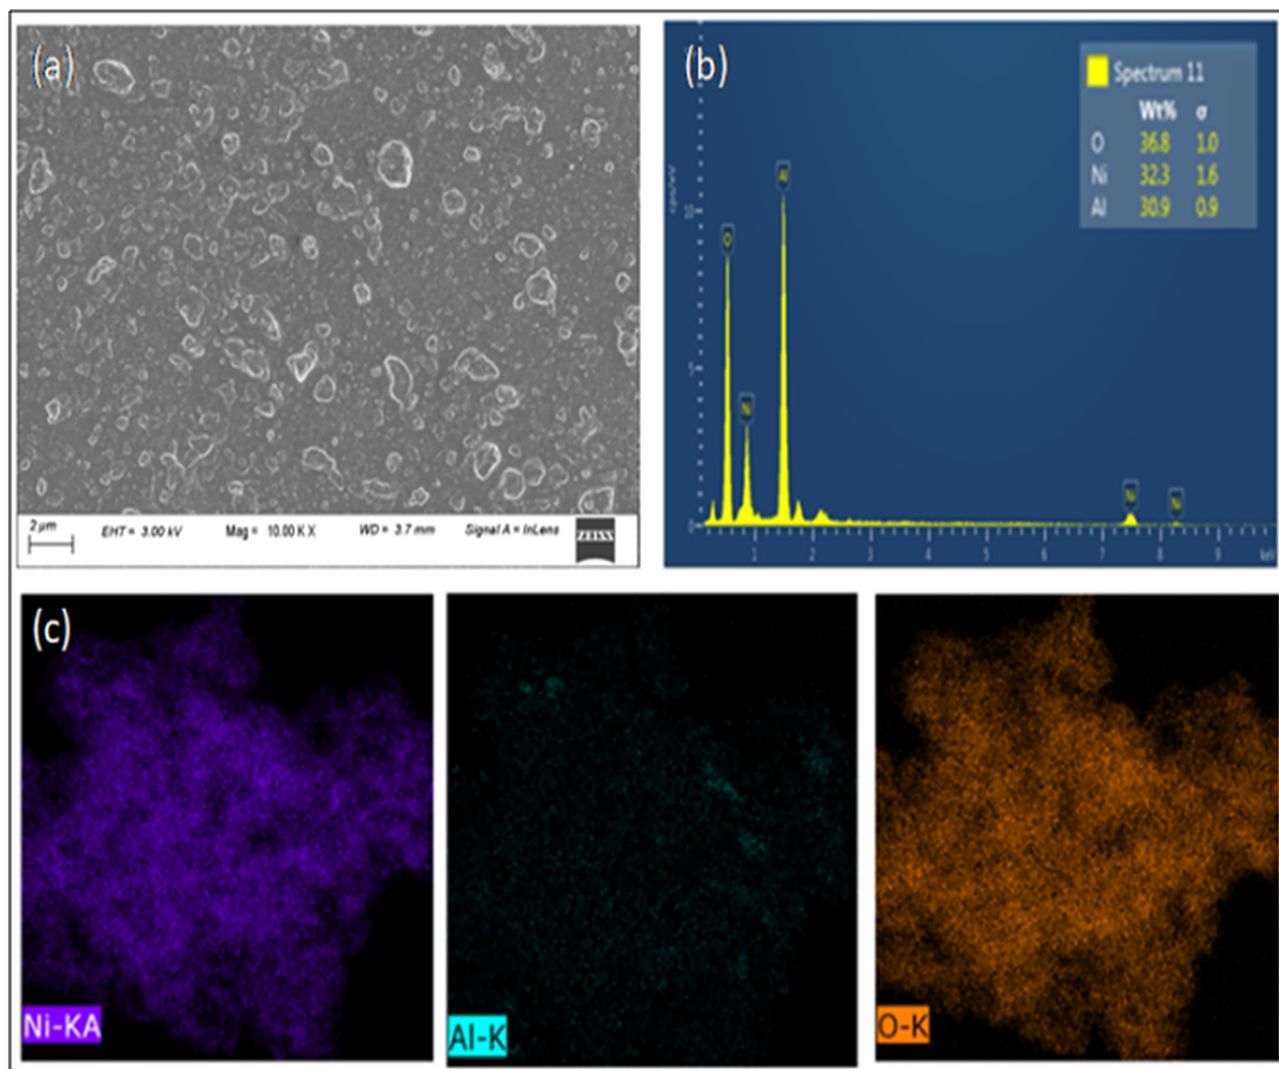 (a)
2 µm
EHT = 3.00 kV Mag = 10.00 K X WD = 3.7 mm Signal A = InLens
ZEISS
(b)
Spectrum 11
Wt% σ
O 36.8 1.0
Ni 32.3 1.6
Al 30.9 0.9
Al
O
Ni
Ni
Ni
10
5
0
1 2 3 4 5 6 7 8 9 keV
(c)
Ni-KA
Al-K
O-K